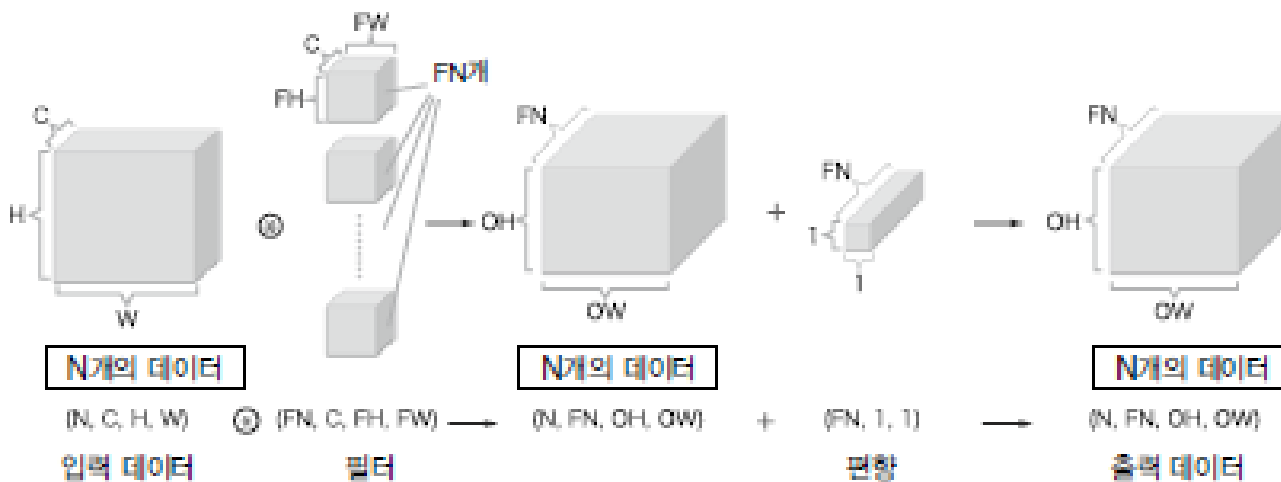 C
FW
FN개
FH
C
H
W
⊛
FN
OH
OW
+
FN
1
1
FN
OH
OW
N개의 데이터
N개의 데이터
N개의 데이터
(N, C, H, W) ⊛ (FN, C, FH, FW) → (N, FN, OH, OW) + (FN, 1, 1) → (N, FN, OH, OW)
입력 데이터 필터 편향 출력 데이터